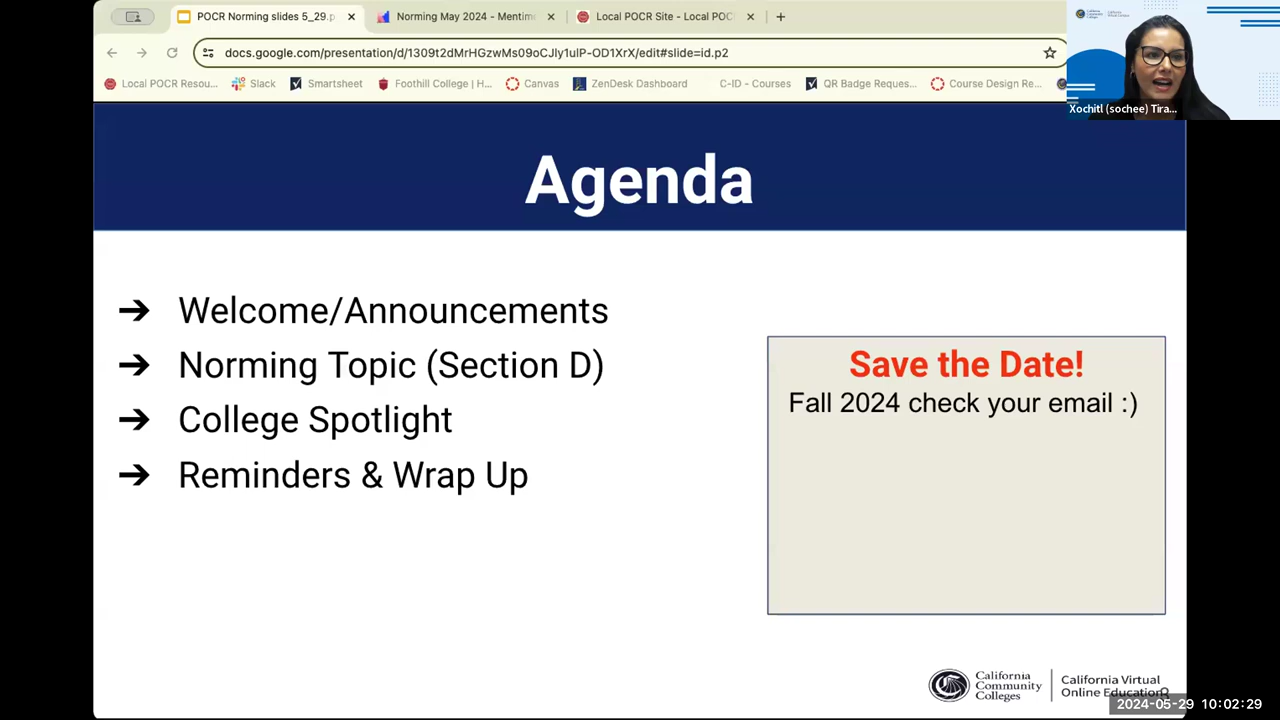 POCR Norming slides 5_29.p
Norming May 2024 - Mentim
Local POCR Site - Local POC
docs.google.com/presentation/d/1309t2dMrHGzwMs09oCJly1ulP-OD1XrX/edit#slide=id.p2
Local POCR Resou...
Slack
Smartsheet
Foothill College | H...
Canvas
ZenDesk Dashboard
C-ID - Courses
QR Badge Reques...
Course Design Re...
Xochitl (sochee) Tira...
Agenda
➔ Welcome/Announcements
➔ Norming Topic (Section D)
➔ College Spotlight
➔ Reminders & Wrap Up
Save the Date!
Fall 2024 check your email :)
California
Community
Colleges
California Virtual
Online Education
2024-05-29 10:02:29